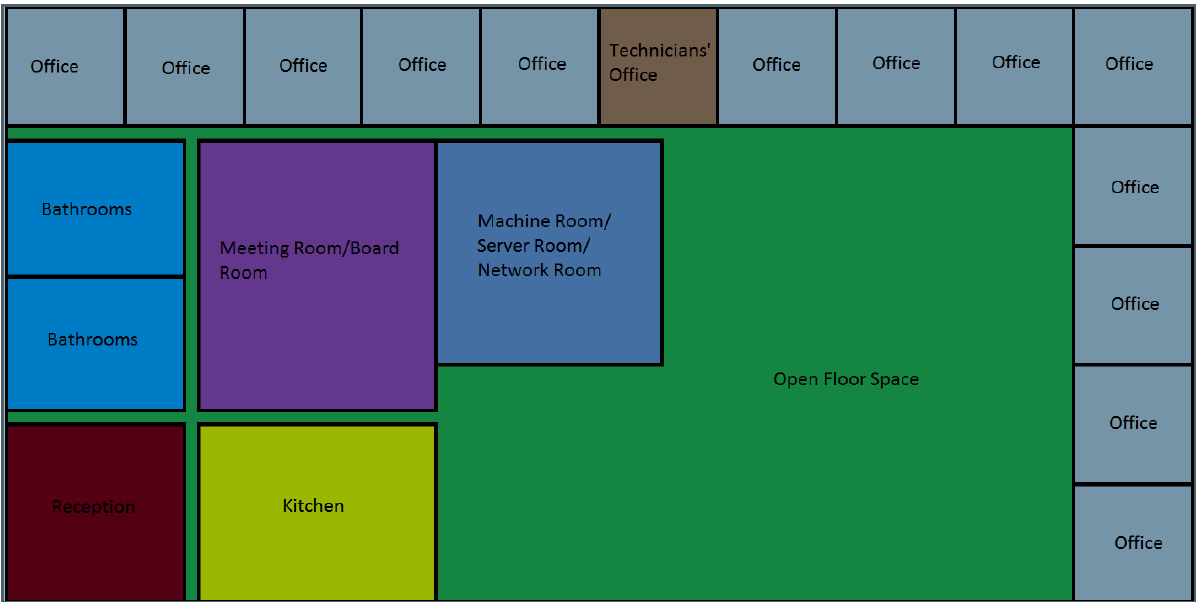 Office
Office
Office
Office
Office
Technicians'
Office
Office
Office
Office
Office
Bathrooms
Meeting Room/Board
Room
Machine Room/
Server Room/
Network Room
Office
Bathrooms
Office
Open Floor Space
Office
Reception
Kitchen
Office